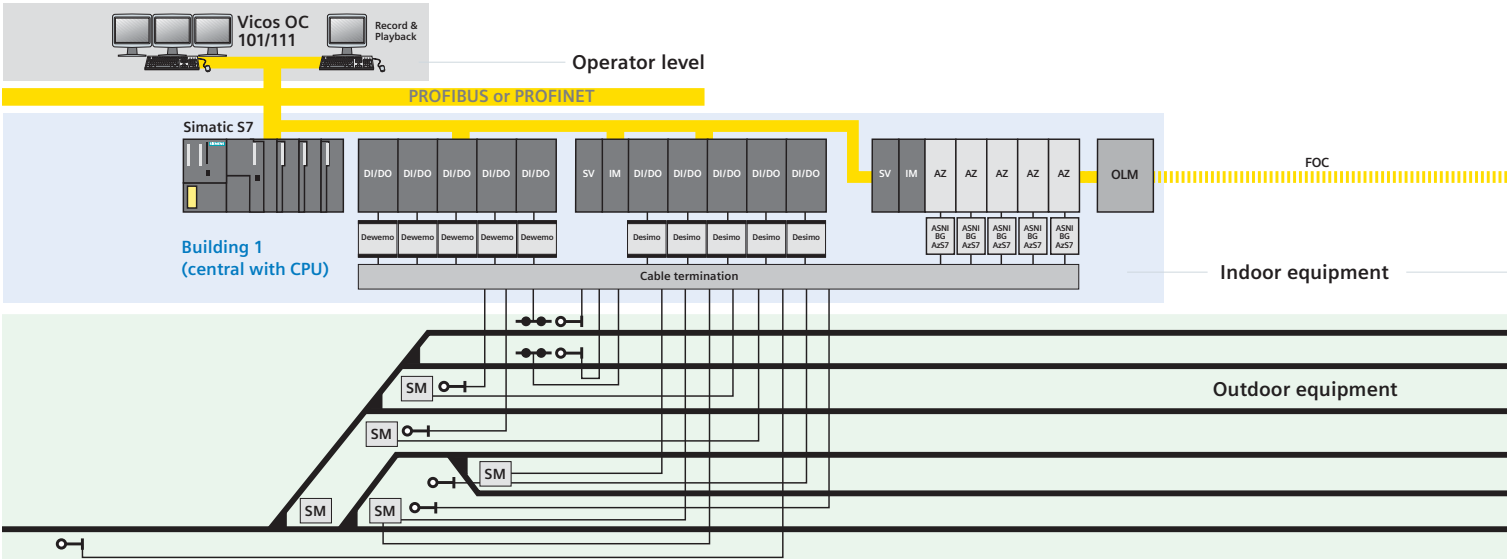 Vicos OC
101/111
Record &
Playback
Operator level
PROFIBUS or PROFINET
Simatic S7
SIEMENS
DI/DO DI/DO DI/DO DI/DO DI/DO
SV IM DI/DO DI/DO DI/DO DI/DO DI/DO
SV IM AZ AZ AZ AZ AZ
OLM
FOC
Dewemo Dewemo Dewemo Dewemo Dewemo
Desimo Desimo Desimo Desimo Desimo
ASNI ASNI ASNI ASNI ASNI
BG BG BG BG BG
AzS7 AzS7 AzS7 AzS7 AzS7
Building 1
(central with CPU)
Cable termination
Indoor equipment
SM
Outdoor equipment
SM
SM
SM
SM